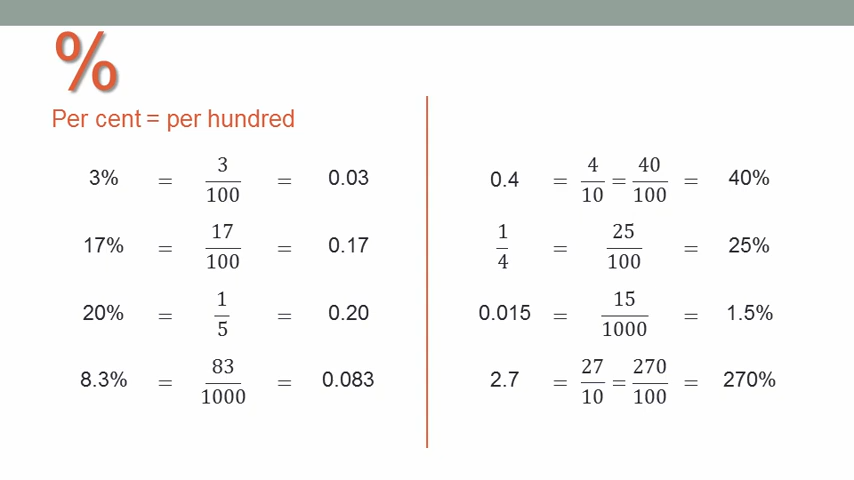 %
Per cent = per hundred
3% = 3/100 = 0.03
17% = 17/100 = 0.17
20% = 1/5 = 0.20
8.3% = 83/1000 = 0.083
0.4 = 4/10 = 40/100 = 40%
1/4 = 25/100 = 25%
0.015 = 15/1000 = 1.5%
2.7 = 27/10 = 270/100 = 270%